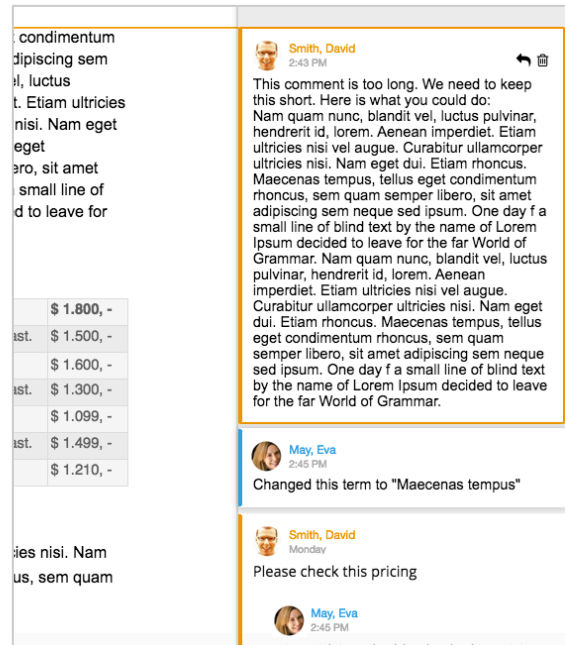 condimentum
dipiscing sem
el, luctus
t. Etiam ultricies
nisi. Nam eget
eget
ero, sit amet
small line of
d to leave for
$ 1.800, -
ast. $ 1.500, -
$ 1.600, -
ast. $ 1.300, -
$ 1.099, -
ast. $ 1.499, -
$ 1.210, -
cies nisi. Nam
us, sem quam
Smith, David
2:43 PM
This comment is too long. We need to keep
this short. Here is what you could do:
Nam quam nunc, blandit vel, luctus pulvinar,
hendrerit id, lorem. Aenean imperdiet. Etiam
ultricies nisi vel augue. Curabitur ullamcorper
ultricies nisi. Nam eget dui. Etiam rhoncus.
Maecenas tempus, tellus eget condimentum
rhoncus, sem quam semper libero, sit amet
adipiscing sem neque sed ipsum. One day f a
small line of blind text by the name of Lorem
Ipsum decided to leave for the far World of
Grammar. Nam quam nunc, blandit vel, luctus
pulvinar, hendrerit id, lorem. Aenean
imperdiet. Etiam ultricies nisi vel augue.
Curabitur ullamcorper ultricies nisi. Nam eget
dui. Etiam rhoncus. Maecenas tempus, tellus
eget condimentum rhoncus, sem quam
semper libero, sit amet adipiscing sem neque
sed ipsum. One day f a small line of blind text
by the name of Lorem Ipsum decided to leave
for the far World of Grammar.
May, Eva
2:45 PM
Changed this term to "Maecenas tempus"
Smith, David
Monday
Please check this pricing
May, Eva
2:45 PM